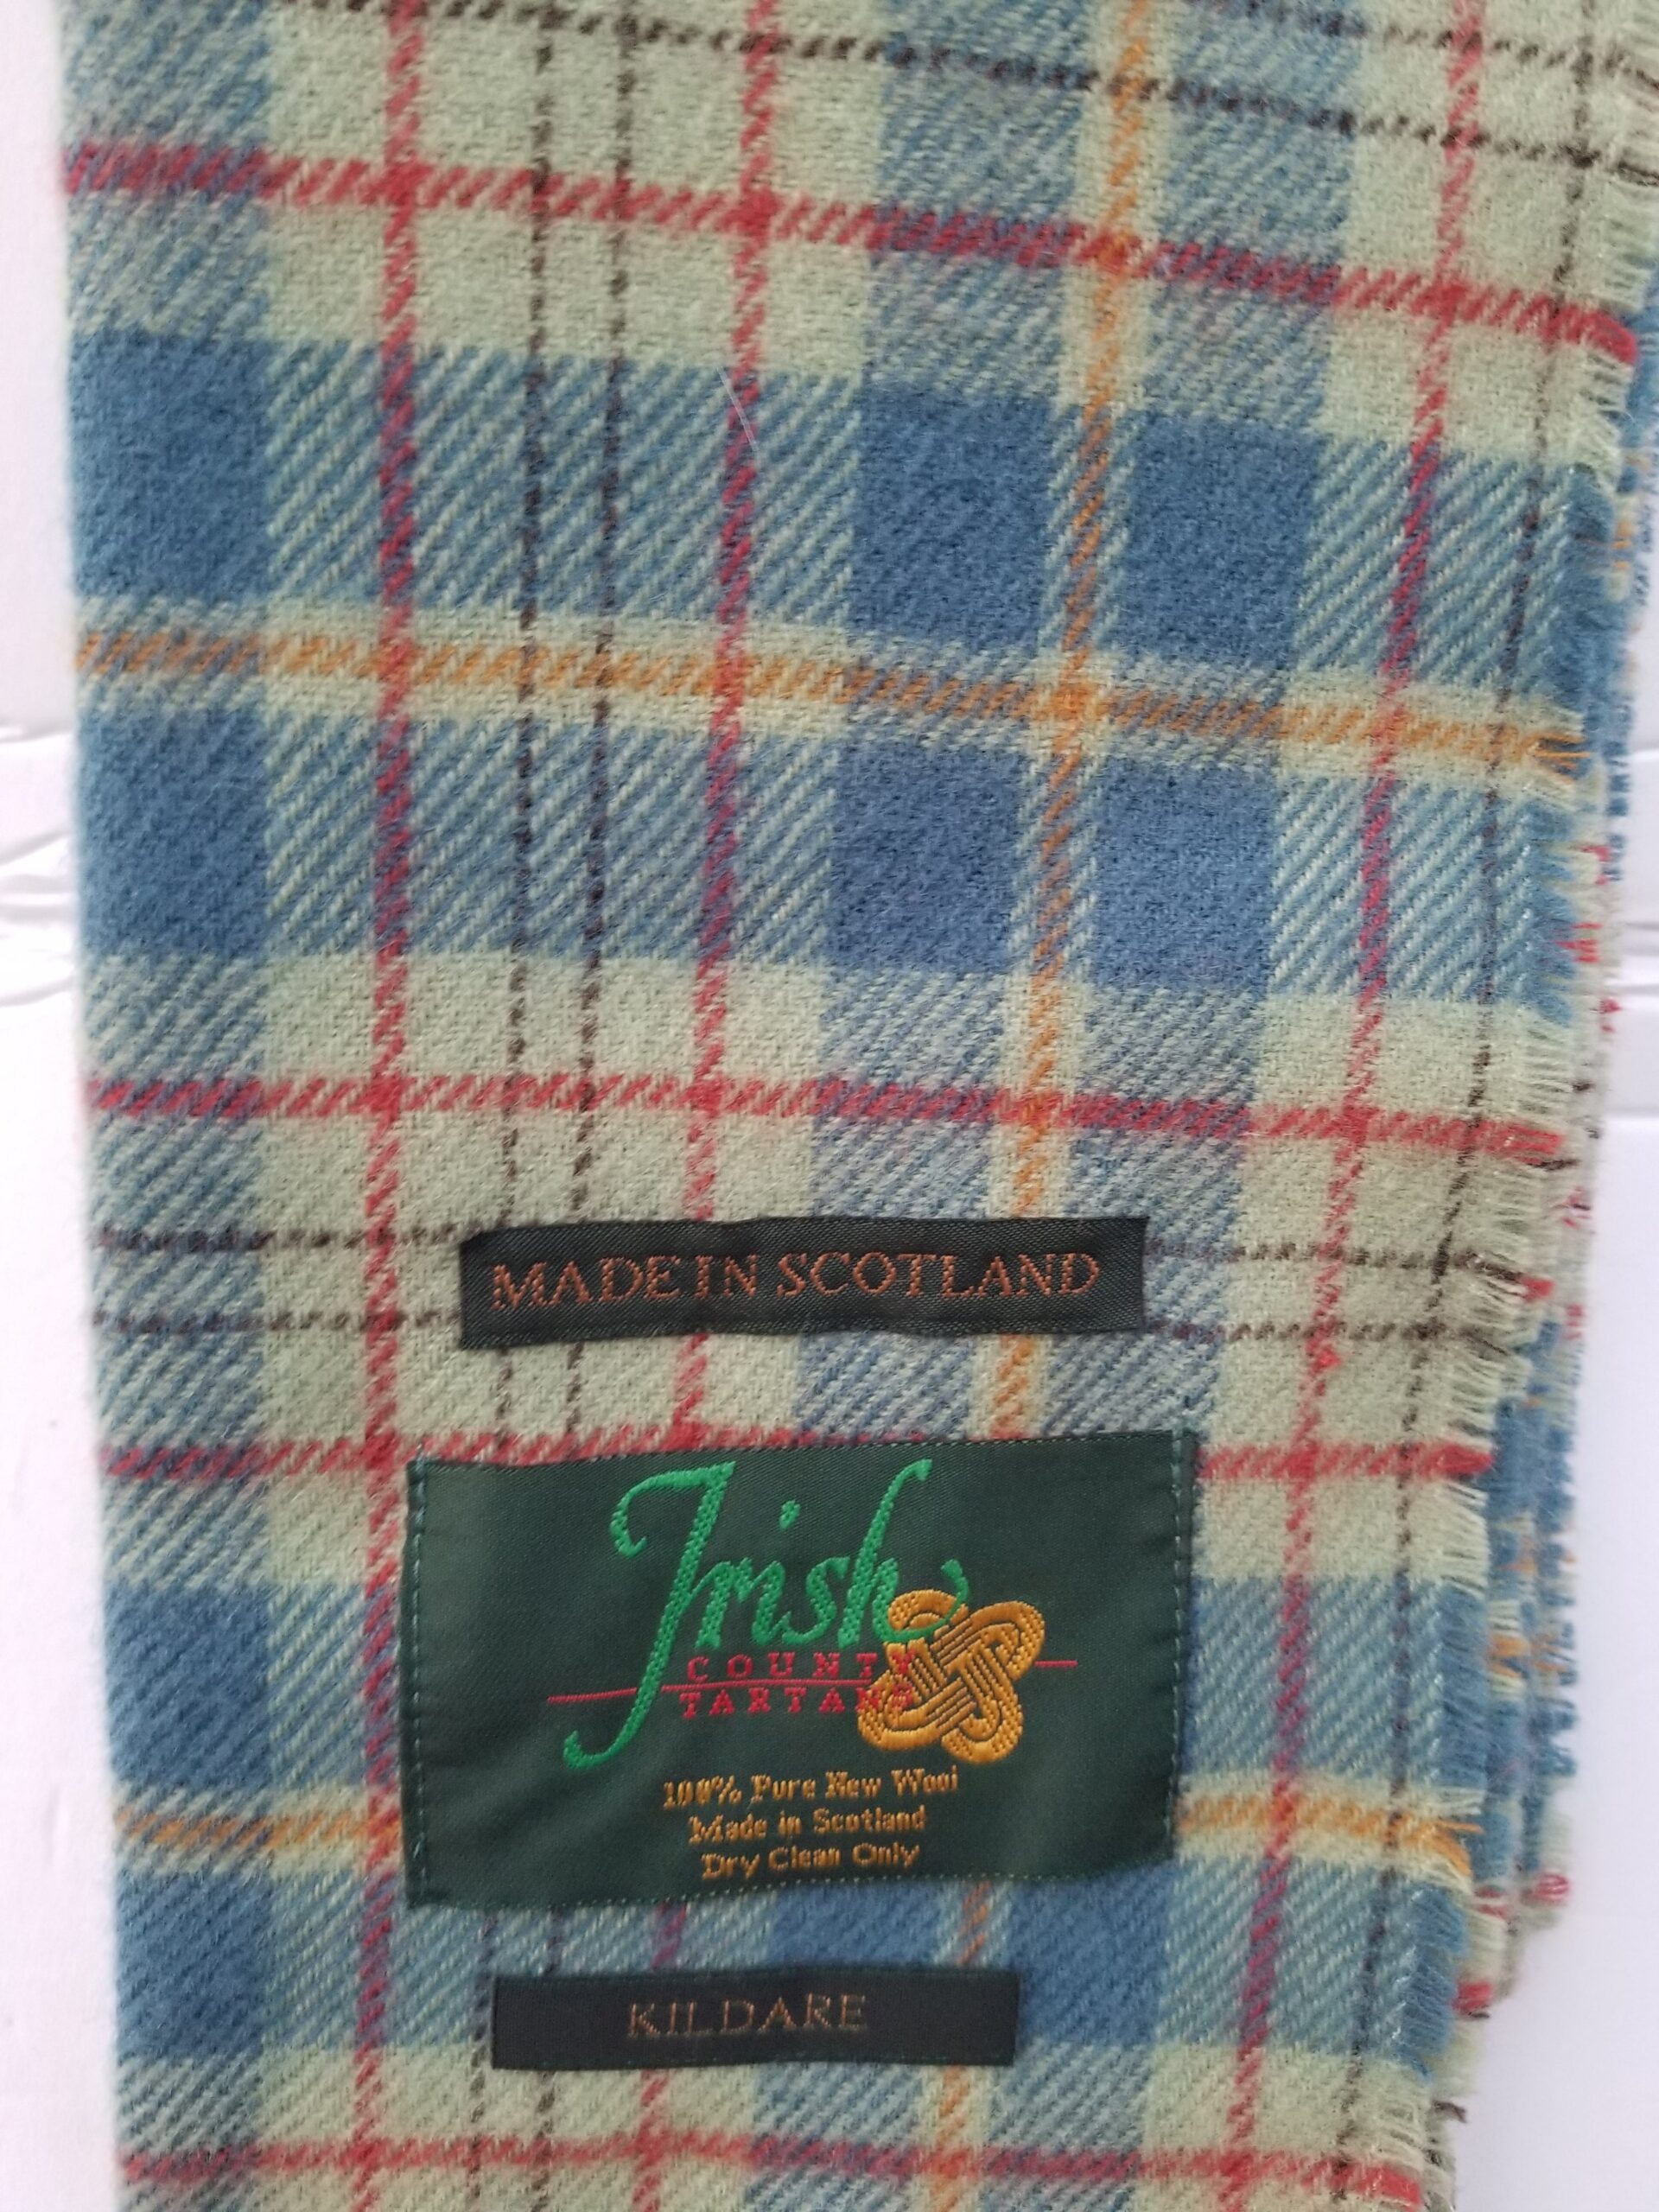 MADE IN SCOTLAND
Irish
COUNTY
TARTANS
100% Pure New Wool
Made in Scotland
Dry Clean Only
KILDARE